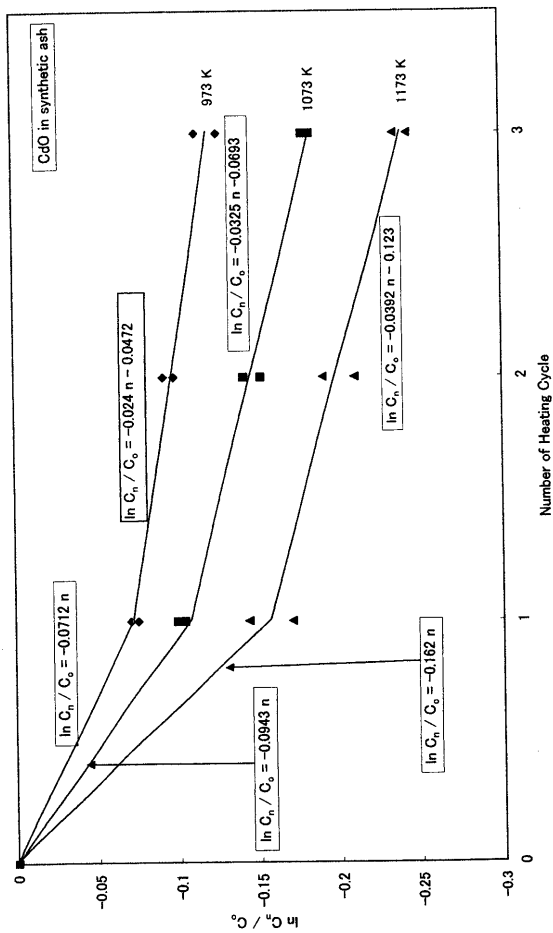 CdO in synthetic ash
ln Cₙ / Cₒ = −0.0712 n
ln Cₙ / Cₒ = −0.024 n − 0.0472
973 K
ln Cₙ / Cₒ = −0.0943 n
ln Cₙ / Cₒ = −0.0325 n −0.0693
1073 K
ln Cₙ / Cₒ = −0.162 n
ln Cₙ / Cₒ = −0.0392 n − 0.123
1173 K
0
−0.05
−0.1
−0.15
−0.2
−0.25
−0.3
ln Cₙ / Cₒ
0
1
2
3
Number of Heating Cycle